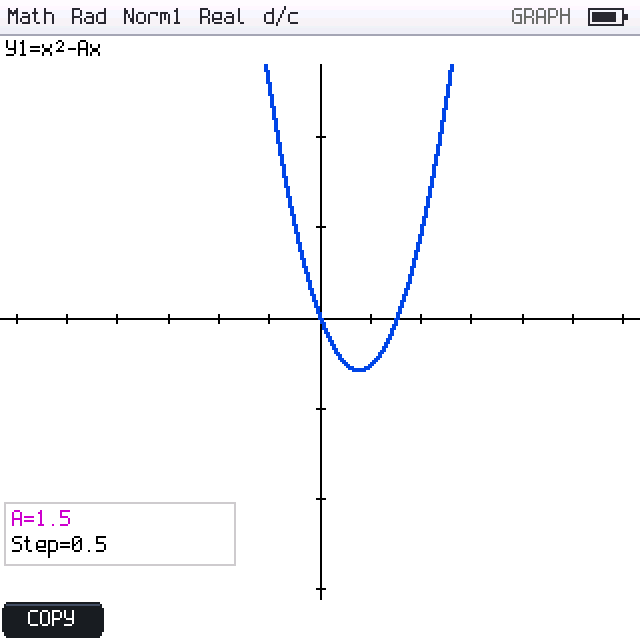 Math Rad Norm1 Real d/c GRAPH
Y1=x²-Ax
A=1.5
Step=0.5
COPY